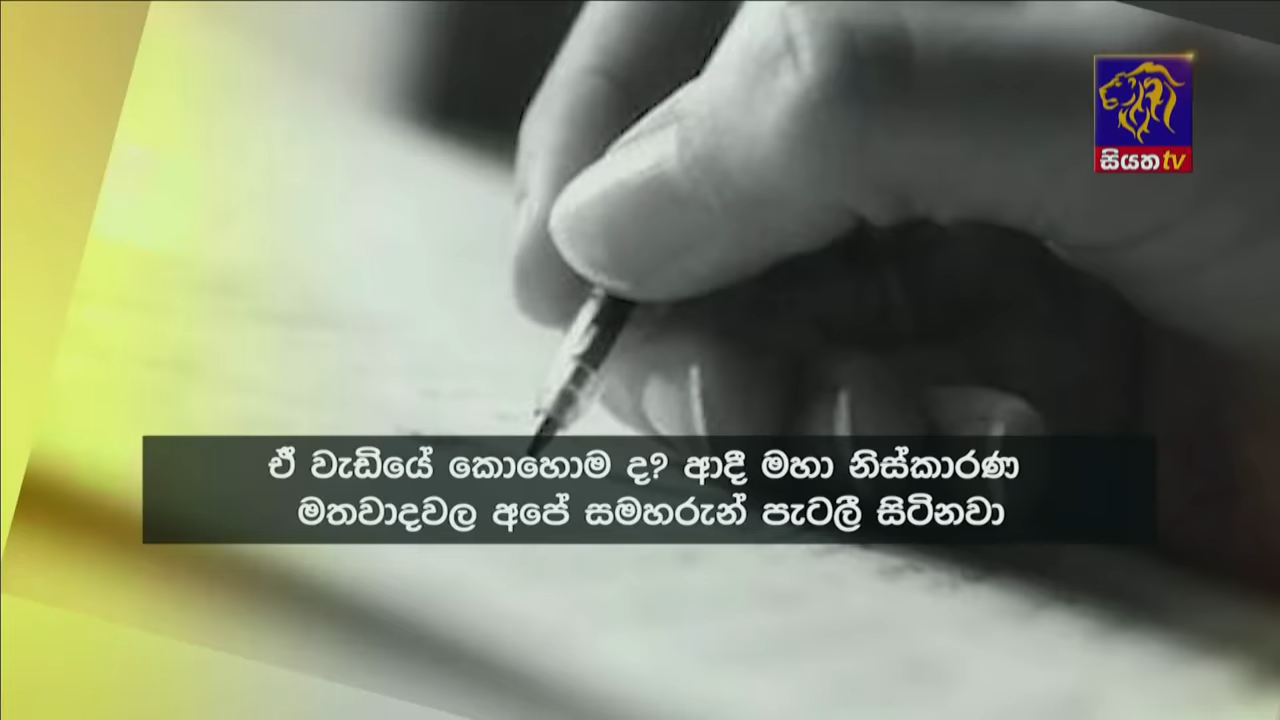 සියත tv
ඒ වැඩියේ කොහොම ද? ආදී මහා නිස්කාරණ
මතවාදවල අපේ සමහරුන් පැටලී සිටිනවා